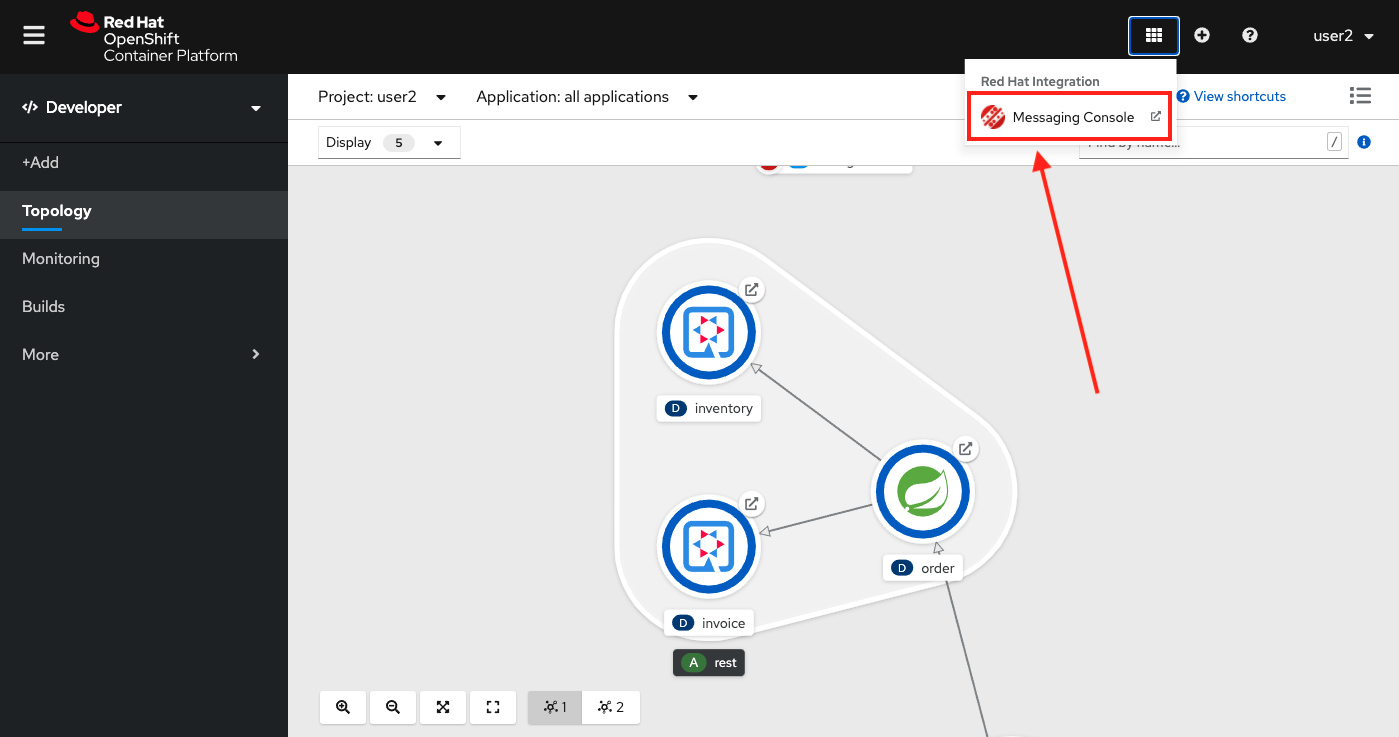 Red Hat
OpenShift
Container Platform
user2
Red Hat Integration
Messaging Console
Developer
Project: user2
Application: all applications
View shortcuts
Display 5
/
+Add
Topology
Monitoring
Builds
More
D inventory
D order
D invoice
A rest
1
2